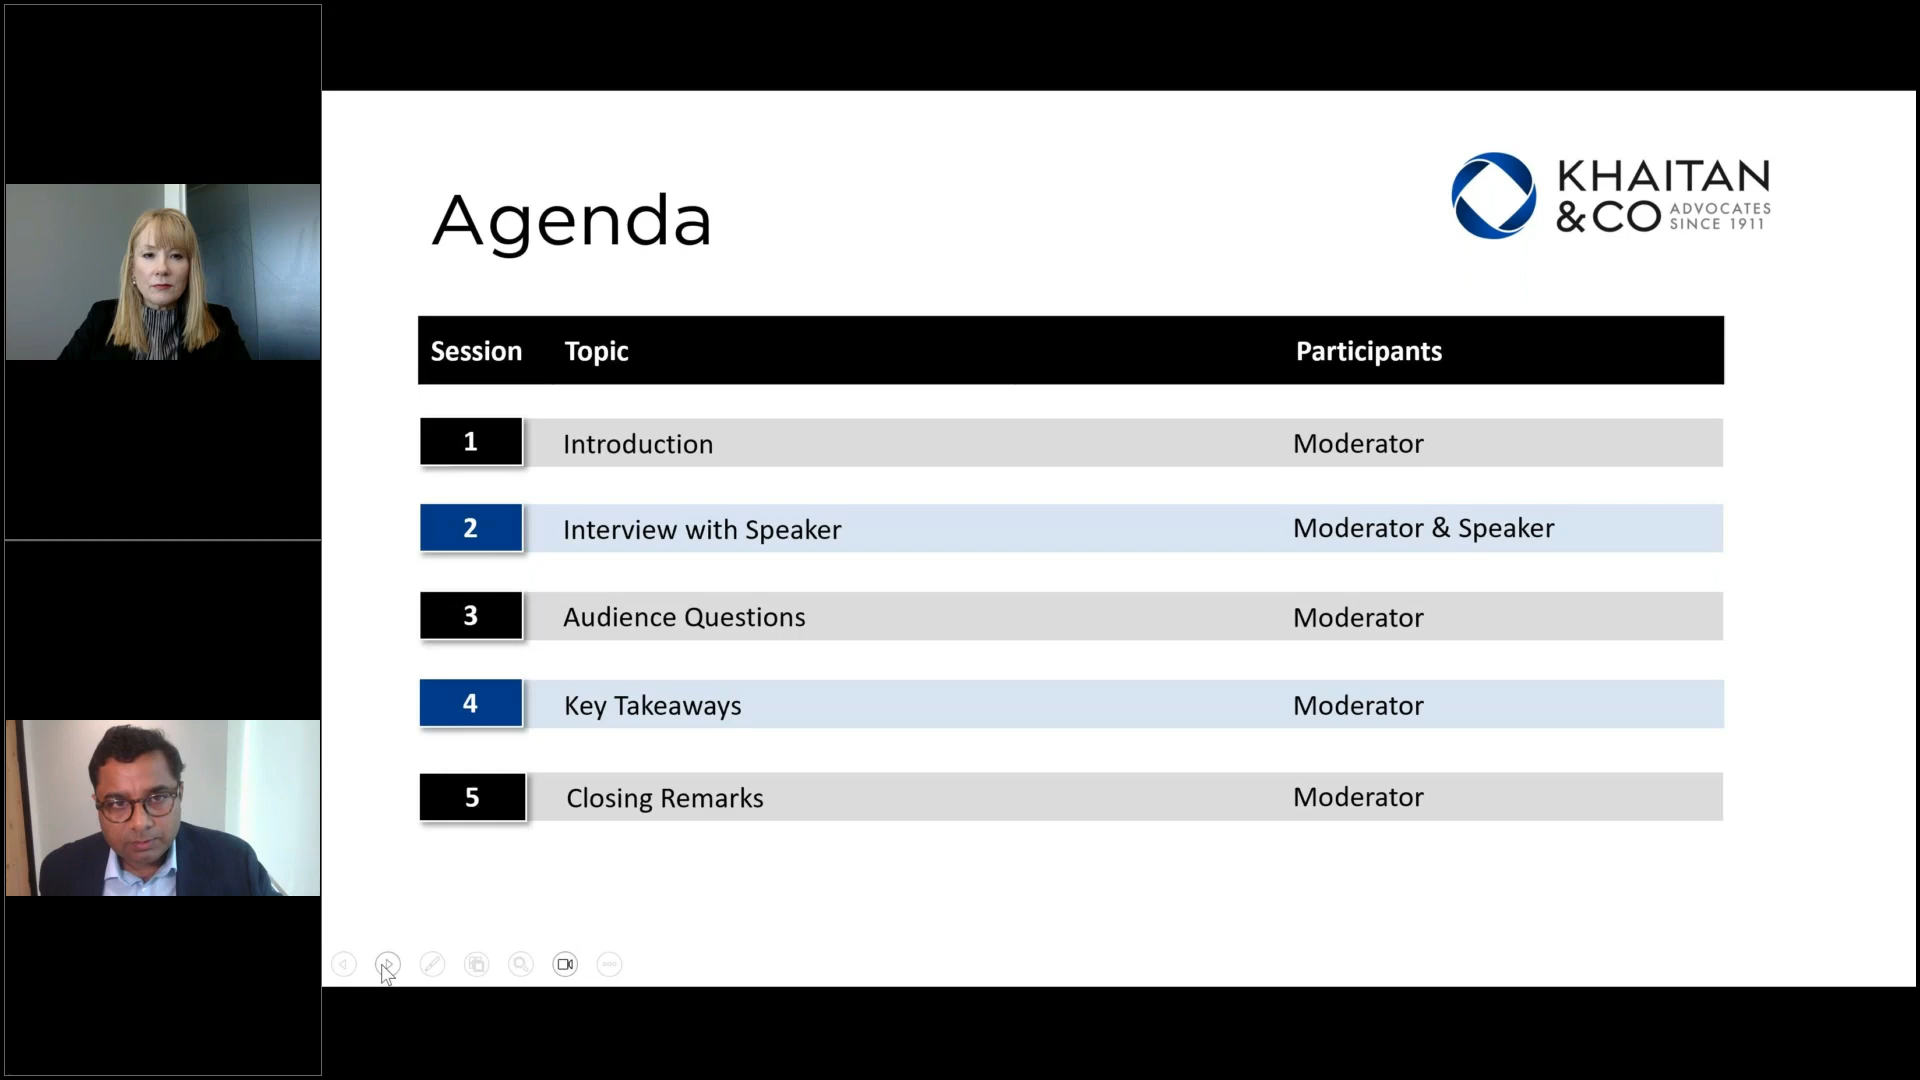 Agenda
KHAITAN
&CO ADVOCATES
SINCE 1911
Session Topic Participants
1 Introduction Moderator
2 Interview with Speaker Moderator & Speaker
3 Audience Questions Moderator
4 Key Takeaways Moderator
5 Closing Remarks Moderator